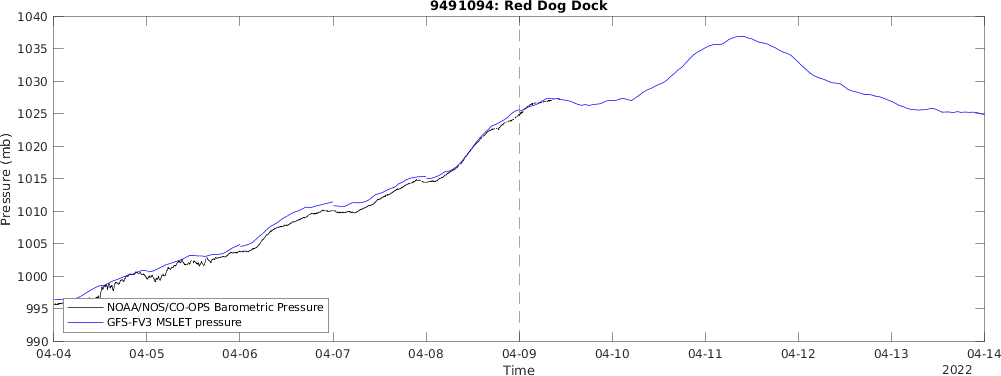 9491094: Red Dog Dock
1040
1035
1030
1025
1020
1015
1010
1005
1000
995
990
Pressure (mb)
NOAA/NOS/CO-OPS Barometric Pressure
GFS-FV3 MSLET pressure
04-04 04-05 04-06 04-07 04-08 04-09 04-10 04-11 04-12 04-13 04-14
Time
2022